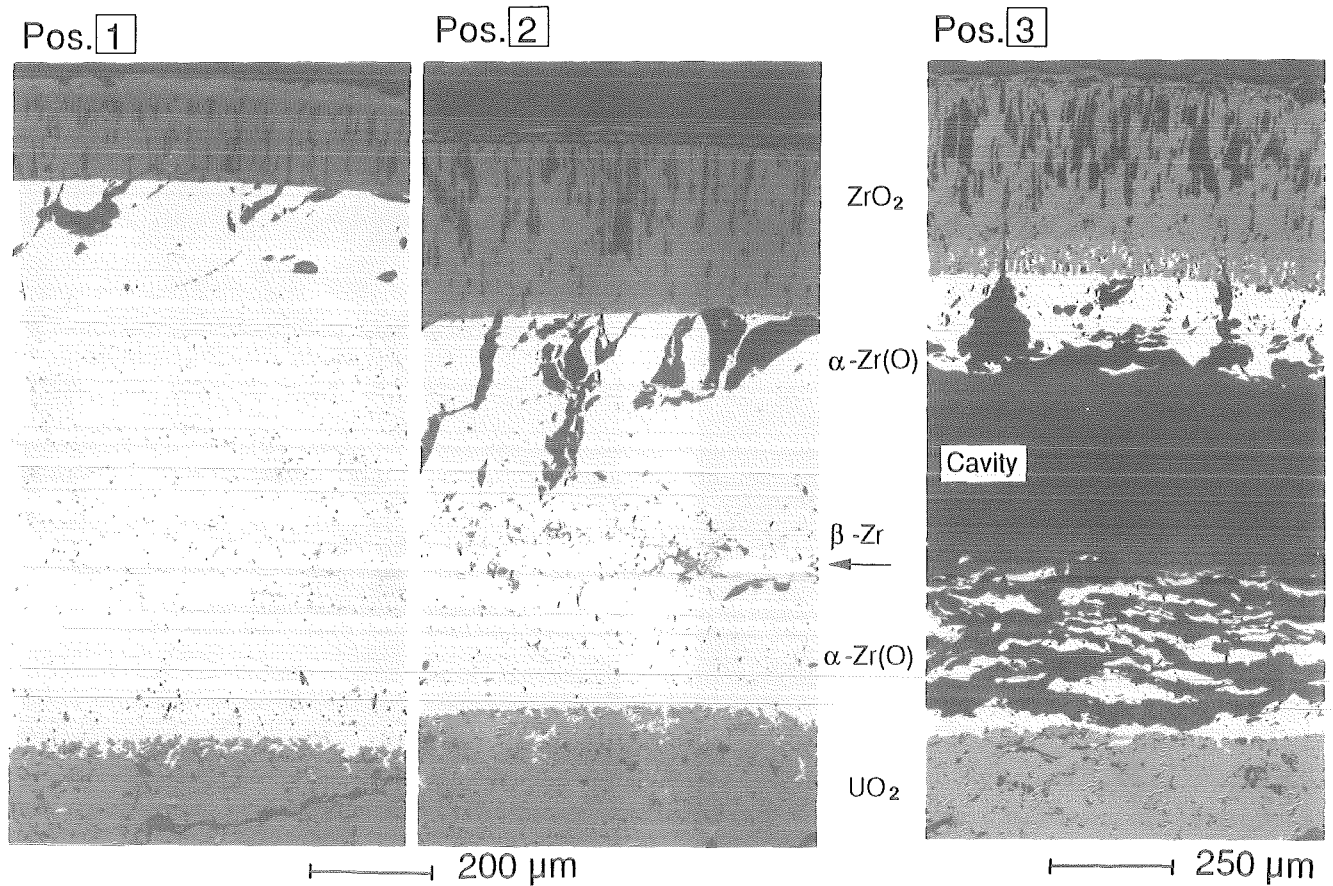 Pos. 1
Pos. 2
Pos. 3
ZrO₂
α-Zr(O)
Cavity
β-Zr
α-Zr(O)
UO₂
200 µm
250 µm